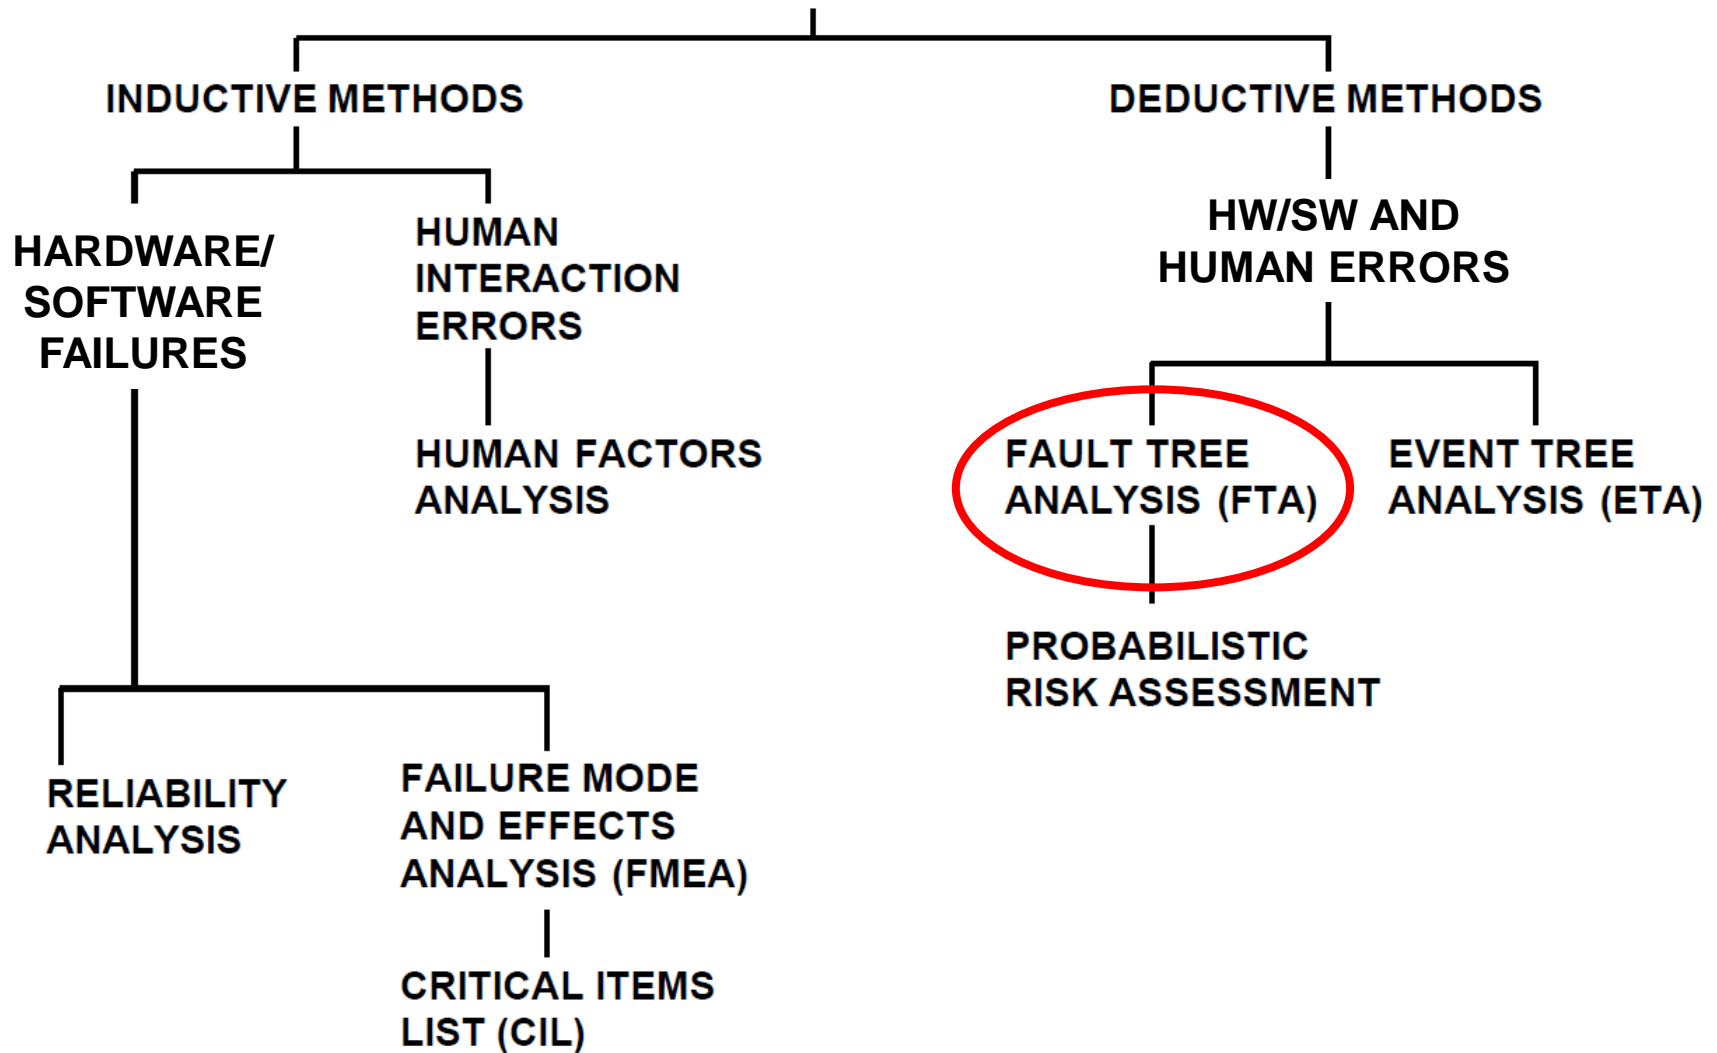 INDUCTIVE METHODS
DEDUCTIVE METHODS
HARDWARE/
SOFTWARE
FAILURES
HUMAN
INTERACTION
ERRORS
HW/SW AND
HUMAN ERRORS
HUMAN FACTORS
ANALYSIS
FAULT TREE
ANALYSIS (FTA)
EVENT TREE
ANALYSIS (ETA)
PROBABILISTIC
RISK ASSESSMENT
RELIABILITY
ANALYSIS
FAILURE MODE
AND EFFECTS
ANALYSIS (FMEA)
CRITICAL ITEMS
LIST (CIL)